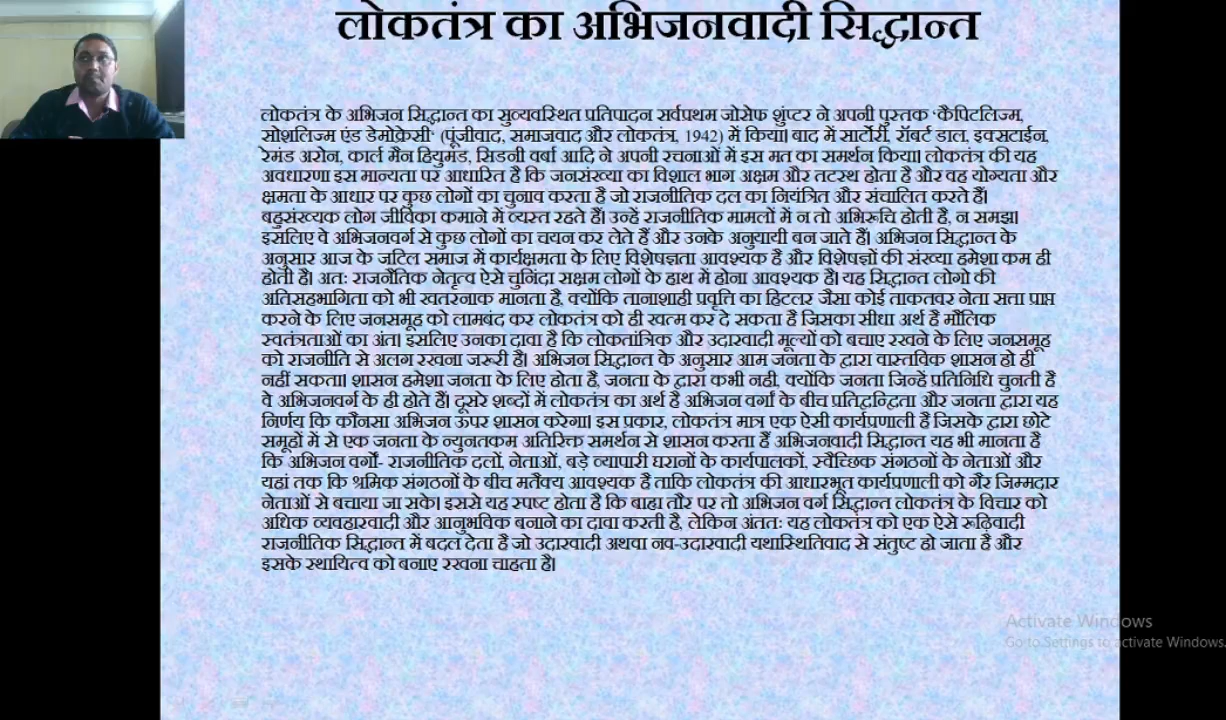 लोकतंत्र का अभिजनवादी सिद्धान्त
लोकतंत्र के अभिजन सिद्धान्त का सुव्यवस्थित प्रतिपादन सर्वप्रथम जोसेफ शुंप्टर ने अपनी पुस्तक 'कैपिटलिज्म,
सोशलिज्म एंड डेमोक्रेसी' (पूंजीवाद, समाजवाद और लोकतंत्र, 1942) में किया। बाद में सार्टोरी, रॉबर्ट डाल, इक्सटाईन,
रेमंड अरोन, कार्ल मैन हियुमंड, सिडनी वर्बा आदि ने अपनी रचनाओं में इस मत का समर्थन किया। लोकतंत्र की यह
अवधारणा इस मान्यता पर आधारित है कि जनसंख्या का विशाल भाग अक्षम और तटस्थ होता है और वह योग्यता और
क्षमता के आधार पर कुछ लोगों का चुनाव करता है जो राजनीतिक दल का नियंत्रित और संचालित करते हैं।
बहुसंख्यक लोग जीविका कमाने में व्यस्त रहते हैं। उन्हें राजनीतिक मामलों में न तो अभिरूचि होती है, न समझ।
इसलिए वे अभिजनवर्ग से कुछ लोगों का चयन कर लेते हैं और उनके अनुयायी बन जाते हैं। अभिजन सिद्धान्त के
अनुसार आज के जटिल समाज में कार्यक्षमता के लिए विशेषज्ञता आवश्यक है और विशेषज्ञों की संख्या हमेशा कम ही
होती है। अतः राजनैतिक नेतृत्व ऐसे चुनिंदा सक्षम लोगों के हाथ में होना आवश्यक है। यह सिद्धान्त लोगो की
अतिसहभागिता को भी खतरनाक मानता है, क्योंकि तानाशाही प्रवृत्ति का हिटलर जैसा कोई ताकतवर नेता सत्ता प्राप्त
करने के लिए जनसमूह को लामबंद कर लोकतंत्र को ही खत्म कर दे सकता है जिसका सीधा अर्थ है मौलिक
स्वतंत्रताओं का अंत। इसलिए उनका दावा है कि लोकतांत्रिक और उदारवादी मूल्यों को बचाए रखने के लिए जनसमूह
को राजनीति से अलग रखना जरूरी है। अभिजन सिद्धान्त के अनुसार आम जनता के द्वारा वास्तविक शासन हो ही
नहीं सकता। शासन हमेशा जनता के लिए होता है, जनता के द्वारा कभी नही, क्योंकि जनता जिन्हें प्रतिनिधि चुनती है
वे अभिजनवर्ग के ही होते हैं। दूसरे शब्दों में लोकतंत्र का अर्थ है अभिजन वर्गों के बीच प्रतिद्वन्द्विता और जनता द्वारा यह
निर्णय कि कौनसा अभिजन ऊपर शासन करेगा। इस प्रकार, लोकतंत्र मात्र एक ऐसी कार्यप्रणाली है जिसके द्वारा छोटे
समूहों में से एक जनता के न्युनतकम अतिरिक्त समर्थन से शासन करता हैं अभिजनवादी सिद्धान्त यह भी मानता है
कि अभिजन वर्गों- राजनीतिक दलों, नेताओं, बड़े व्यापारी घरानों के कार्यपालकों, स्वैच्छिक संगठनों के नेताओं और
यहां तक कि श्रमिक संगठनों के बीच मतैक्य आवश्यक है ताकि लोकतंत्र की आधारभूत कार्यप्रणाली को गैर जिम्मदार
नेताओं से बचाया जा सके। इससे यह स्पष्ट होता है कि बाह्य तौर पर तो अभिजन वर्ग सिद्धान्त लोकतंत्र के विचार को
अधिक व्यवहारवादी और आनुभविक बनाने का दावा करती है, लेकिन अंततः यह लोकतंत्र को एक ऐसे रूढ़िवादी
राजनीतिक सिद्धान्त में बदल देता है जो उदारवादी अथवा नव-उदारवादी यथास्थितिवाद से संतुष्ट हो जाता है और
इसके स्थायित्व को बनाए रखना चाहता है।
Activate Windows
Go to Settings to activate Windows.